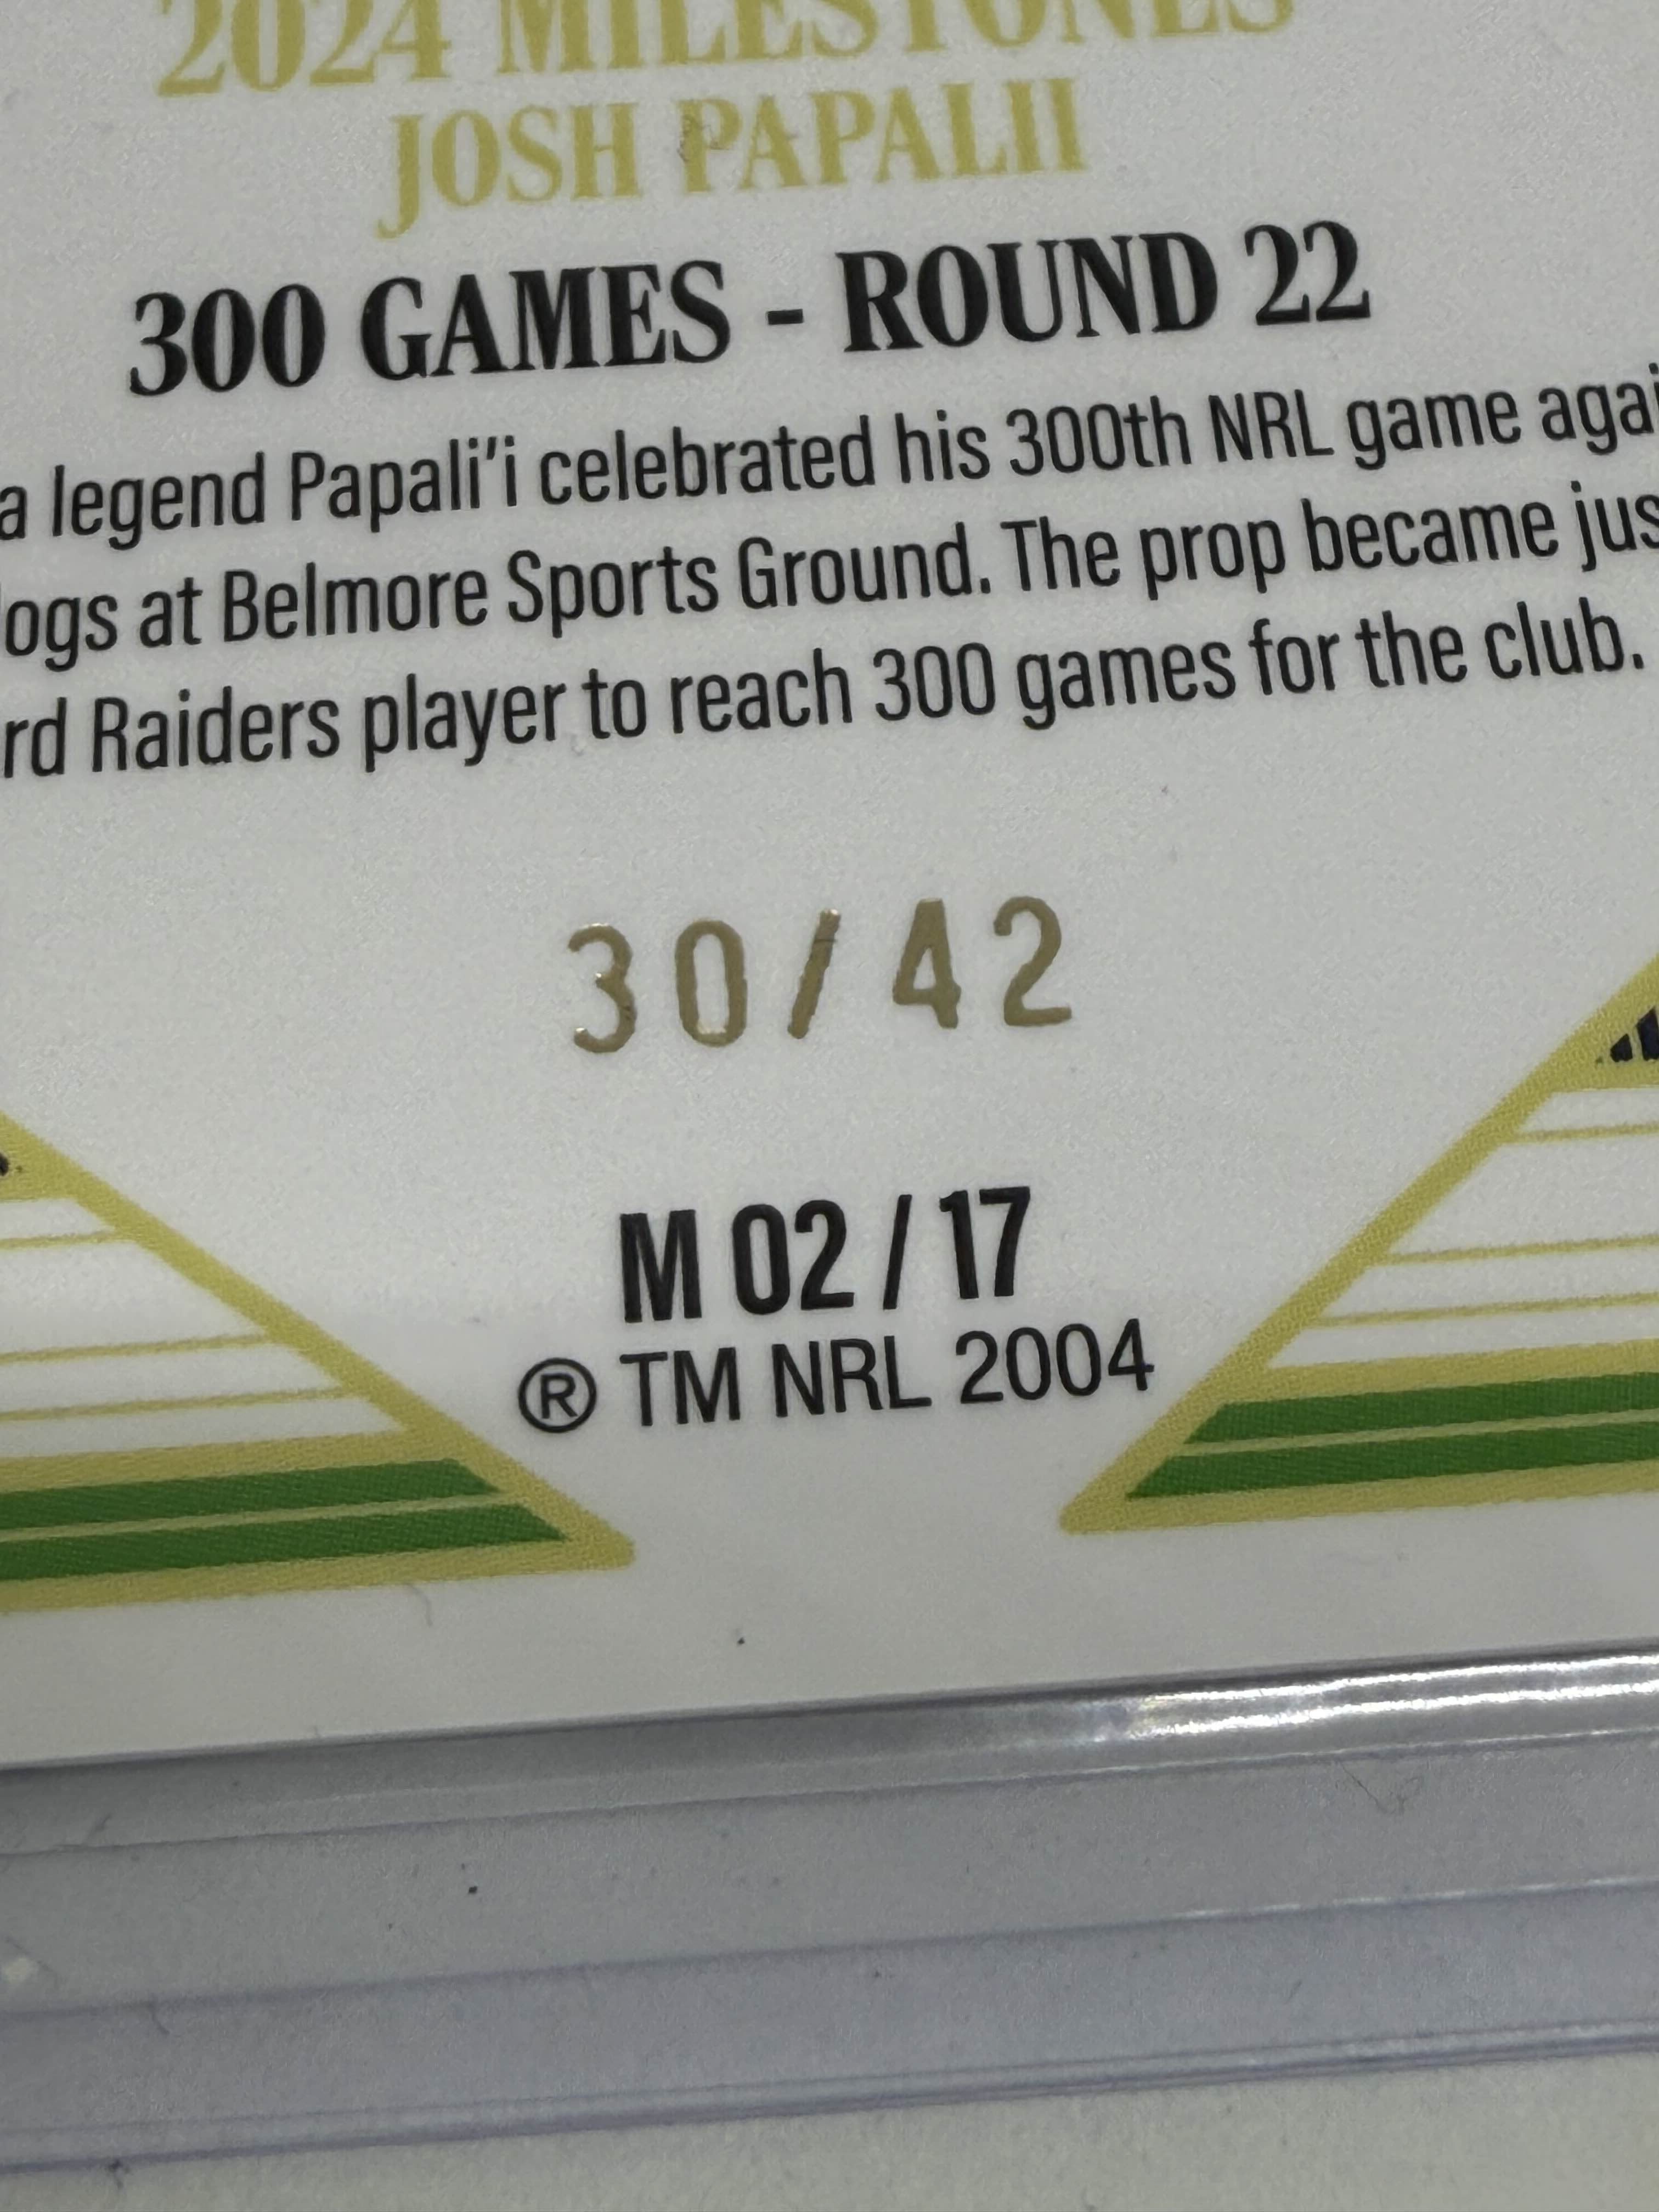 2024 MILESTONES
JOSH PAPALII
300 GAMES - ROUND 22
a legend Papali'i celebrated his 300th NRL game agai
ogs at Belmore Sports Ground. The prop became jus
rd Raiders player to reach 300 games for the club.
30/42
M 02 / 17
® TM NRL 2004